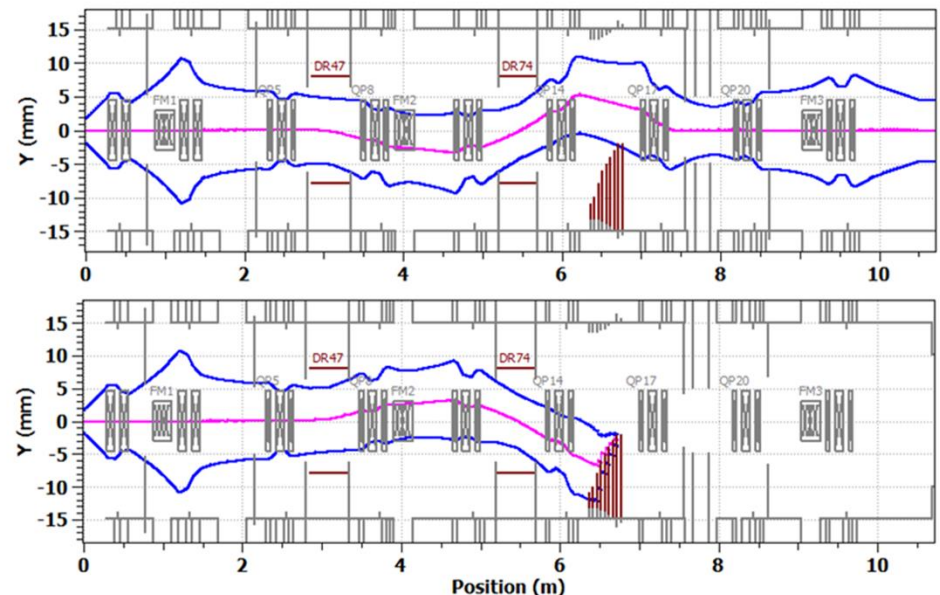 15
10
5
0
-5
-10
-15
Y (mm)
DR47
DR74
FM1
QP5
QP8
FM2
QP14
QP17
QP20
FM3
0 2 4 6 8 10
15
10
5
0
-5
-10
-15
Y (mm)
DR47
DR74
FM1
QP5
QP8
FM2
QP14
QP17
QP20
FM3
0 2 4 6 8 10
Position (m)